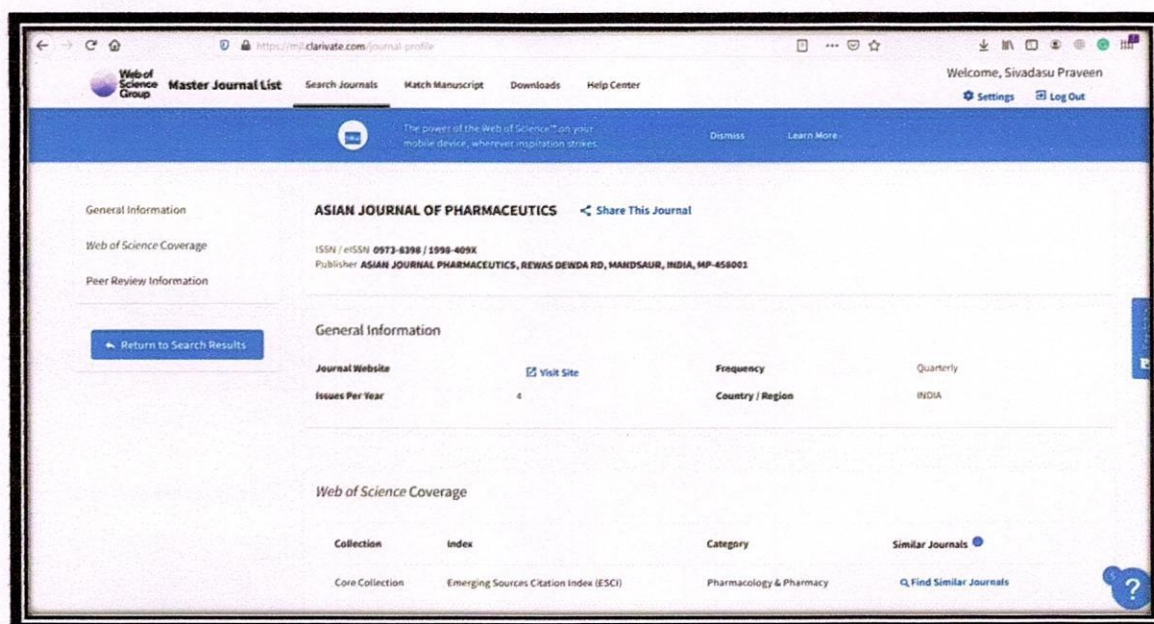 https://mjl.clarivate.com/journal-profile
Web of Science Group Master Journal List Search Journals Match Manuscript Downloads Help Center
Welcome, Sivadasu Praveen
Settings Log Out
The power of the Web of Science™ on your
mobile device, wherever inspiration strikes.
Dismiss Learn More
General Information
Web of Science Coverage
Peer Review Information
Return to Search Results
ASIAN JOURNAL OF PHARMACEUTICS Share This Journal
ISSN / eISSN 0973-8398 / 1998-409X
Publisher ASIAN JOURNAL PHARMACEUTICS, REWAS DEWDA RD, MANDSAUR, INDIA, MP-458001
General Information
Journal Website Visit Site Frequency Quarterly
Issues Per Year 4 Country / Region INDIA
Web of Science Coverage
Collection Index Category Similar Journals
Core Collection Emerging Sources Citation Index (ESCI) Pharmacology & Pharmacy Find Similar Journals
?